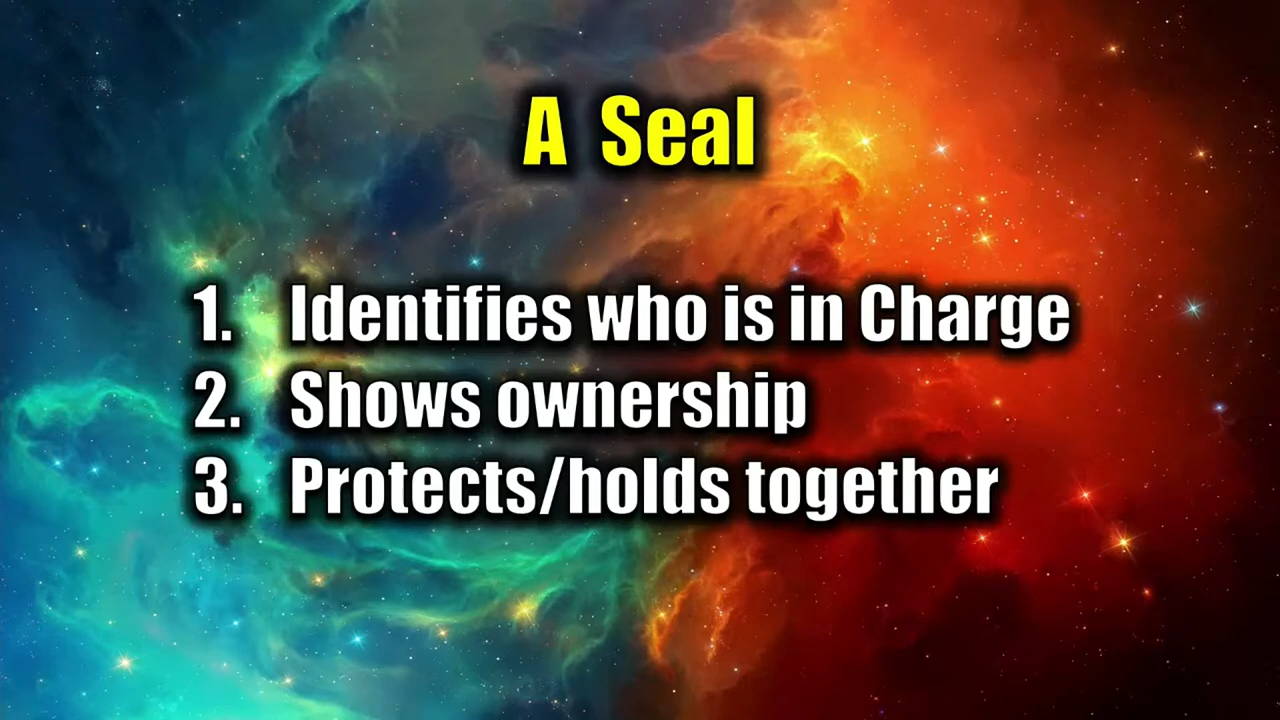 A Seal
1. Identifies who is in Charge
2. Shows ownership
3. Protects/holds together